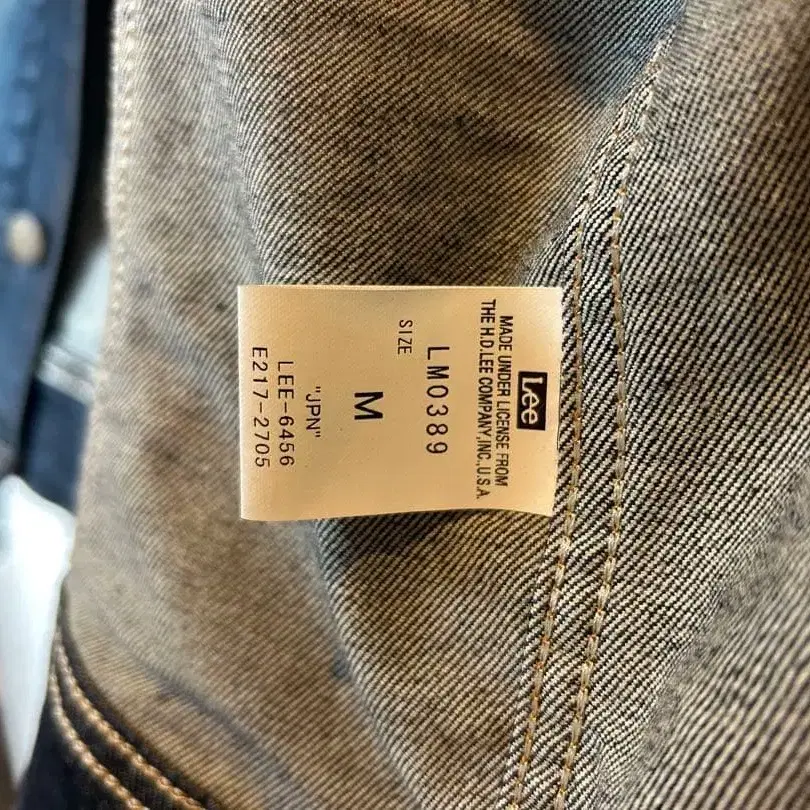 Lee
MADE UNDER LICENSE FROM
THE H.D.LEE COMPANY,INC.,U.S.A.
LM0389
SIZE
M
"JPN"
LEE-6456
E217-2705